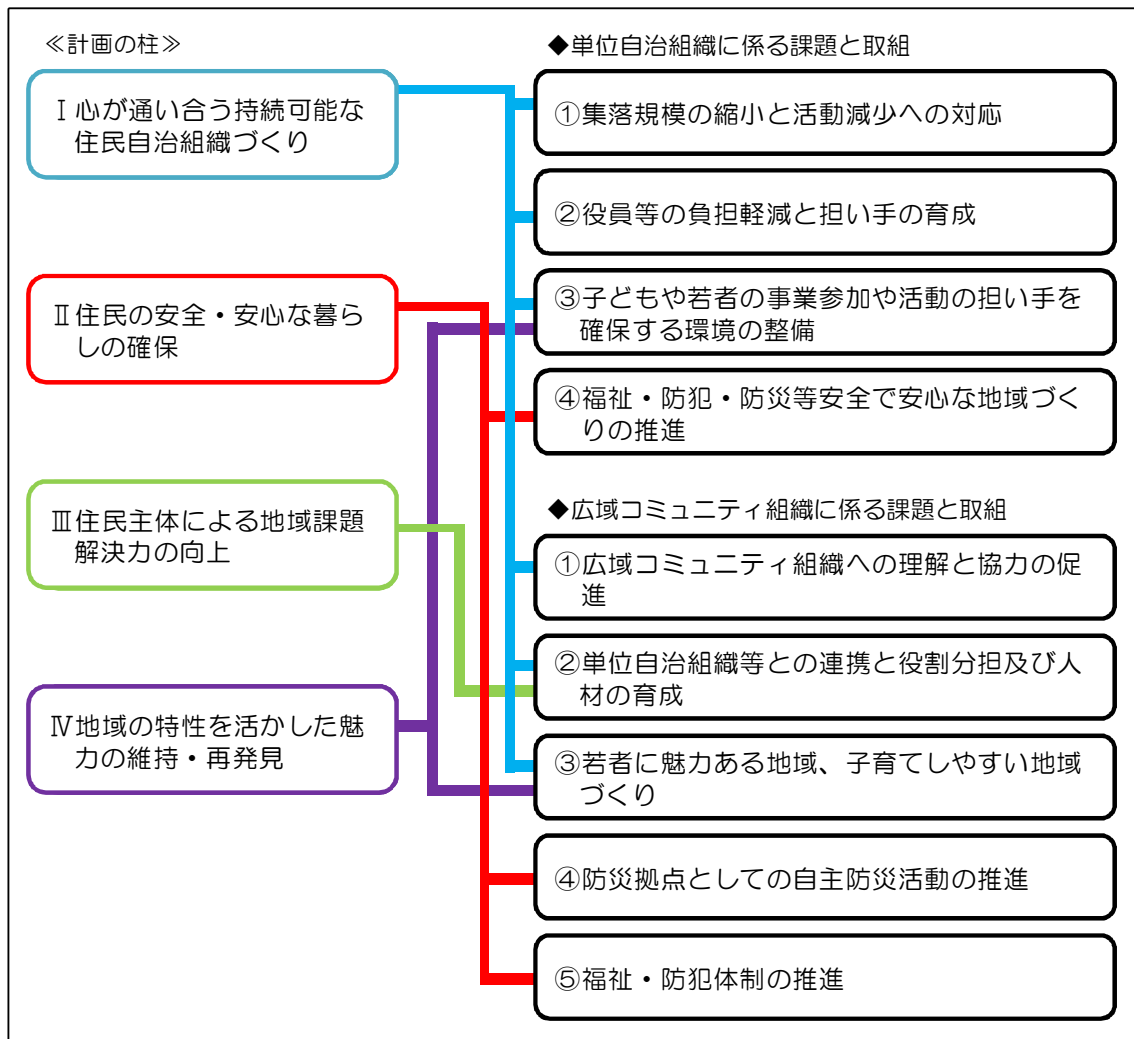 ≪計画の柱≫
Ⅰ心が通い合う持続可能な
住民自治組織づくり
Ⅱ住民の安全・安心な暮ら
しの確保
Ⅲ住民主体による地域課題
解決力の向上
Ⅳ地域の特性を活かした魅
力の維持・再発見
◆単位自治組織に係る課題と取組
①集落規模の縮小と活動減少への対応
②役員等の負担軽減と担い手の育成
③子どもや若者の事業参加や活動の担い手を
確保する環境の整備
④福祉・防犯・防災等安全で安心な地域づく
りの推進
◆広域コミュニティ組織に係る課題と取組
①広域コミュニティ組織への理解と協力の促
進
②単位自治組織等との連携と役割分担及び人
材の育成
③若者に魅力ある地域、子育てしやすい地域
づくり
④防災拠点としての自主防災活動の推進
⑤福祉・防犯体制の推進